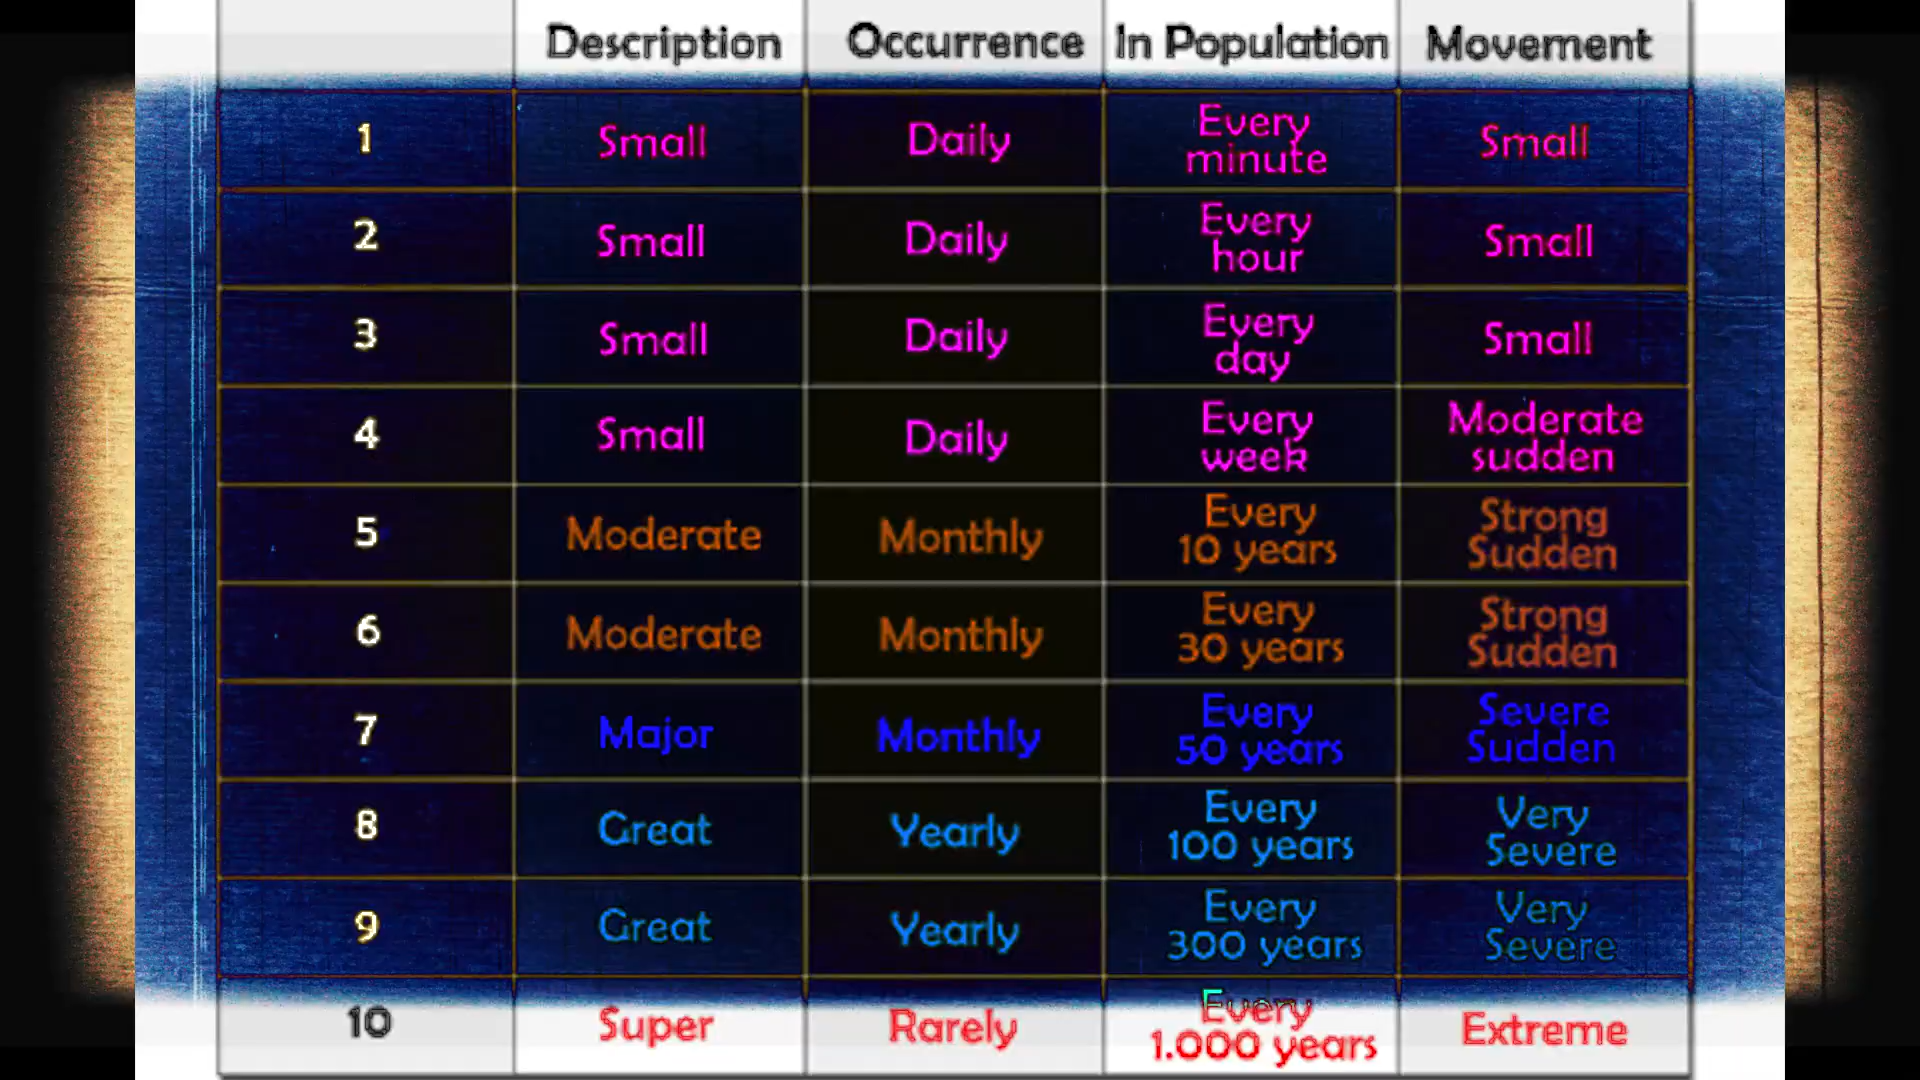 Description Occurrence In Population Movement
1 Small Daily Every minute Small
2 Small Daily Every hour Small
3 Small Daily Every day Small
4 Small Daily Every week Moderate sudden
5 Moderate Monthly Every 10 years Strong Sudden
6 Moderate Monthly Every 30 years Strong Sudden
7 Major Monthly Every 50 years Severe Sudden
8 Great Yearly Every 100 years Very Severe
9 Great Yearly Every 300 years Very Severe
10 Super Rarely Every 1.000 years Extreme